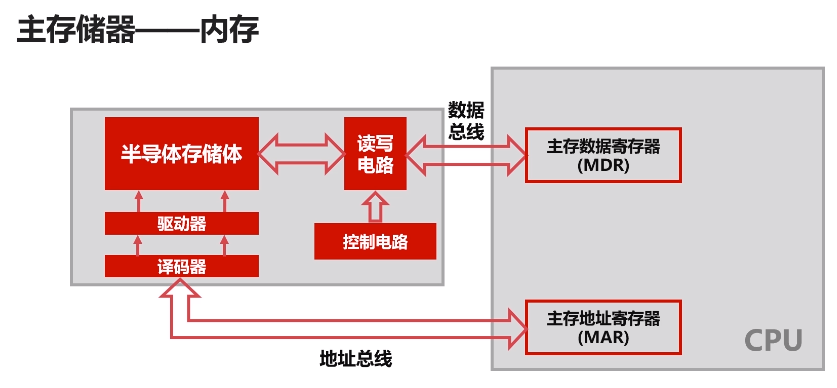 主存储器——内存
数据
总线
半导体存储体
读写
电路
主存数据寄存器
(MDR)
驱动器
控制电路
译码器
主存地址寄存器
(MAR)
CPU
地址总线